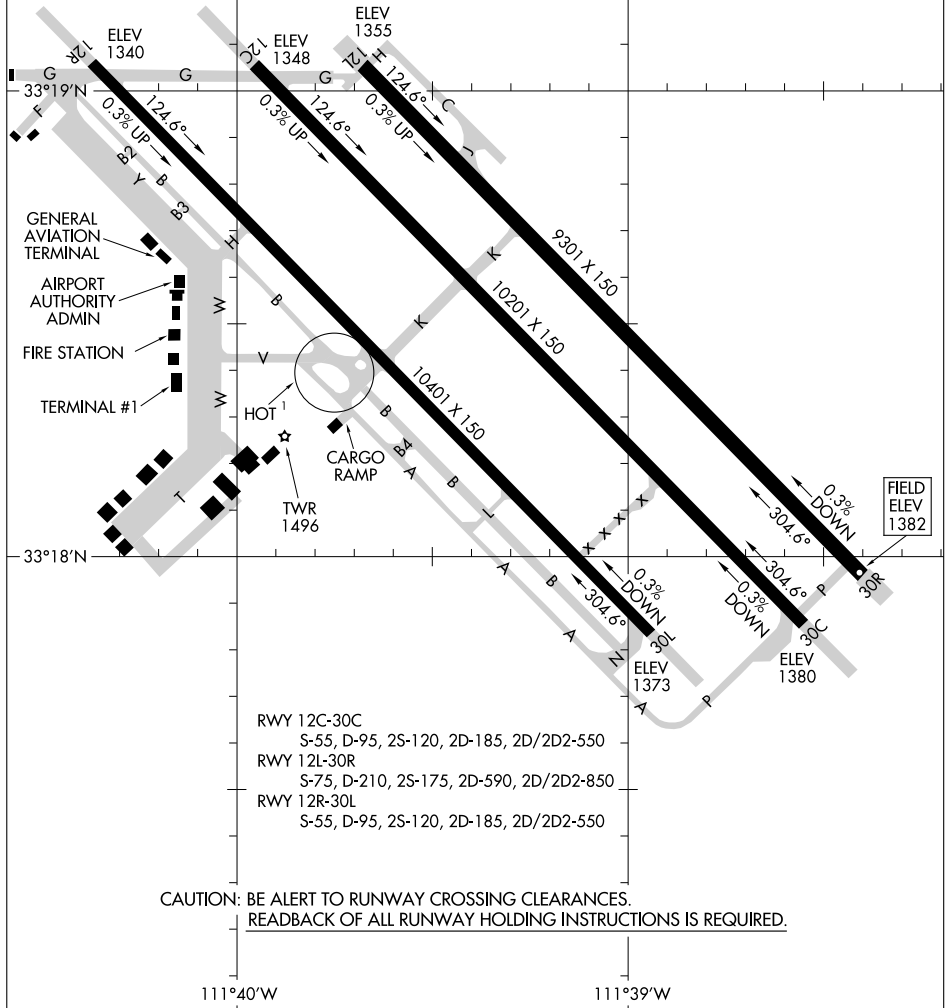 12R
ELEV
1340
12C
ELEV
1348
ELEV
1355
12L
H
G
G
G
33°19'N
F
124.6°
0.3% UP
124.6°
0.3% UP
124.6°
0.3% UP
C
J
B2
Y
B
B3
H
GENERAL
AVIATION
TERMINAL
AIRPORT
AUTHORITY
ADMIN
FIRE STATION
TERMINAL #1
W
W
V
B
K
K
9301 X 150
10201 X 150
10401 X 150
HOT 1
CARGO
RAMP
TWR
1496
T
B
B4
A
B
L
X X X X
0.3%
DOWN
304.6°
FIELD
ELEV
1382
33°18'N
A
B
A
N
304.6°
0.3%
DOWN
30L
ELEV
1373
304.6°
0.3%
DOWN
30C
ELEV
1380
P
30R
A
P
RWY 12C-30C
S-55, D-95, 2S-120, 2D-185, 2D/2D2-550
RWY 12L-30R
S-75, D-210, 2S-175, 2D-590, 2D/2D2-850
RWY 12R-30L
S-55, D-95, 2S-120, 2D-185, 2D/2D2-550
CAUTION: BE ALERT TO RUNWAY CROSSING CLEARANCES.
READBACK OF ALL RUNWAY HOLDING INSTRUCTIONS IS REQUIRED.
111°40'W
111°39'W